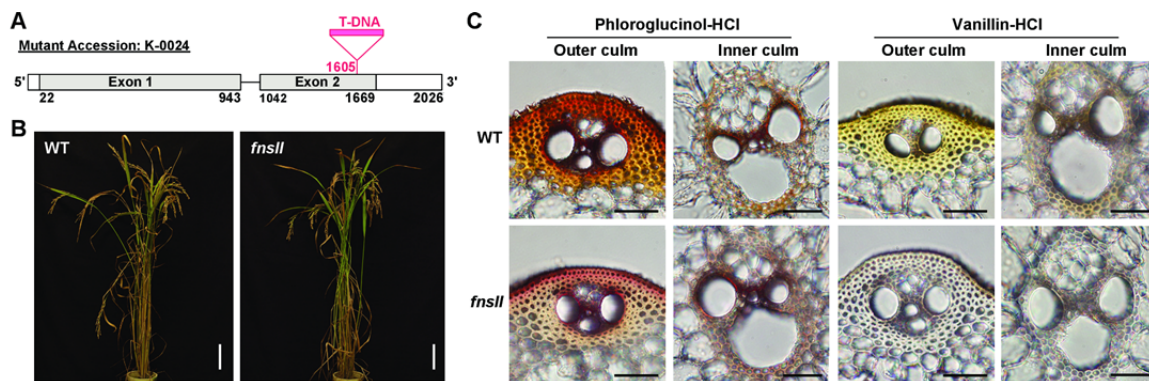 A
Mutant Accession: K-0024
T-DNA
1605
5' Exon 1 Exon 2 3'
22 943 1042 1669 2026
B
WT fnsII
C
Phloroglucinol-HCl Vanillin-HCl
Outer culm Inner culm Outer culm Inner culm
WT
fnsII